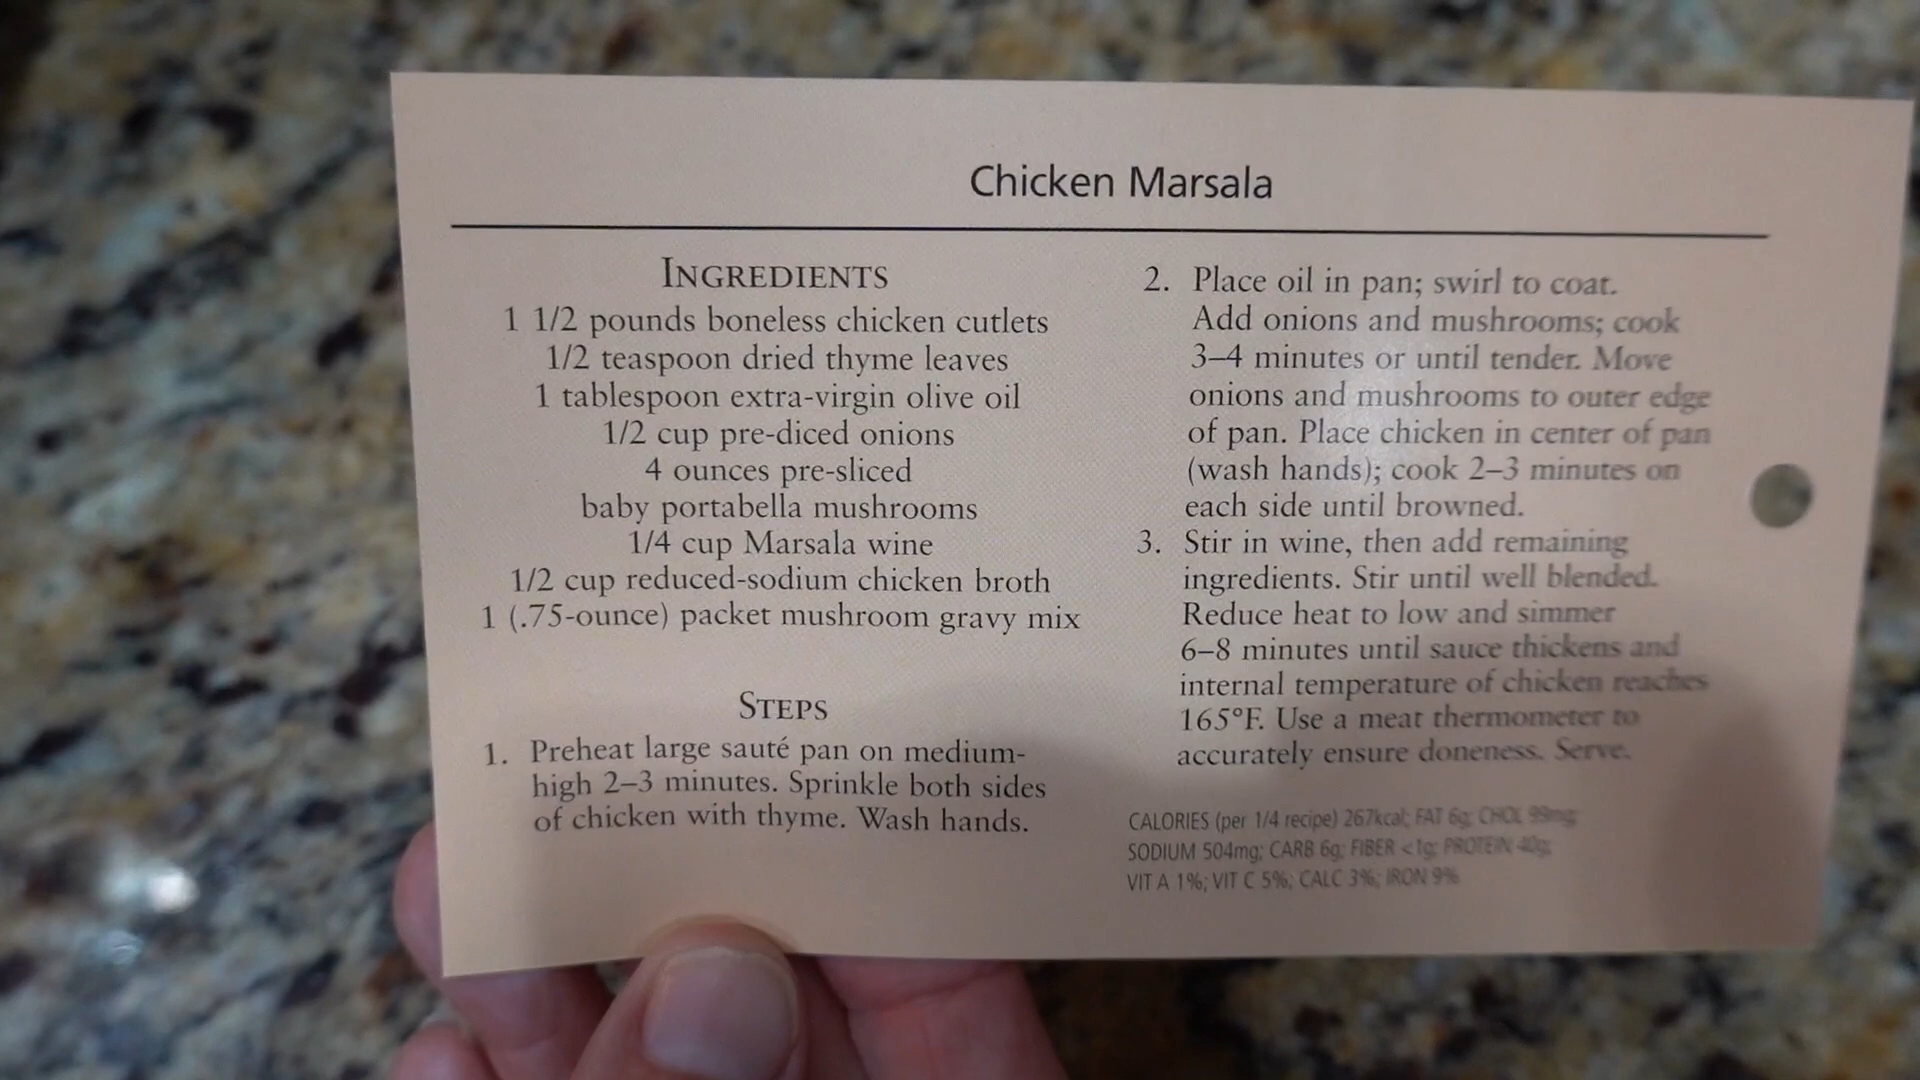 Chicken Marsala
INGREDIENTS
1 1/2 pounds boneless chicken cutlets
1/2 teaspoon dried thyme leaves
1 tablespoon extra-virgin olive oil
1/2 cup pre-diced onions
4 ounces pre-sliced
baby portabella mushrooms
1/4 cup Marsala wine
1/2 cup reduced-sodium chicken broth
1 (.75-ounce) packet mushroom gravy mix
STEPS
1. Preheat large sauté pan on medium-
high 2–3 minutes. Sprinkle both sides
of chicken with thyme. Wash hands.
2. Place oil in pan; swirl to coat.
Add onions and mushrooms; cook
3–4 minutes or until tender. Move
onions and mushrooms to outer edge
of pan. Place chicken in center of pan
(wash hands); cook 2–3 minutes on
each side until browned.
3. Stir in wine, then add remaining
ingredients. Stir until well blended.
Reduce heat to low and simmer
6–8 minutes until sauce thickens and
internal temperature of chicken reaches
165°F. Use a meat thermometer to
accurately ensure doneness. Serve.
CALORIES (per 1/4 recipe) 267kcal; FAT 6g; CHOL 99mg;
SODIUM 504mg; CARB 6g; FIBER <1g; PROTEIN 40g;
VIT A 1%; VIT C 5%; CALC 3%; IRON 9%